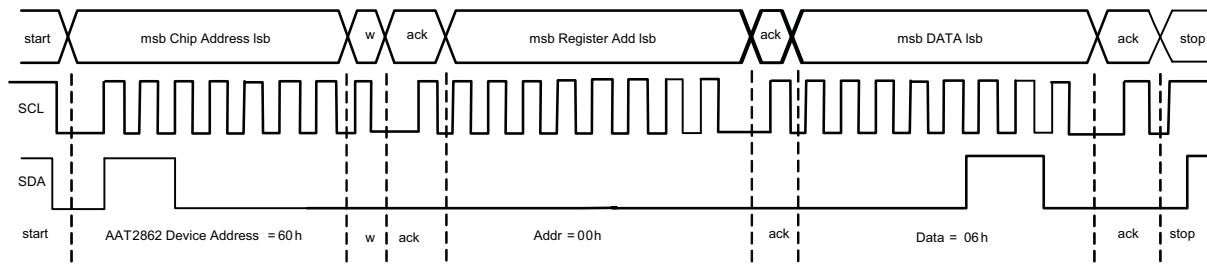 start msb Chip Address lsb w ack msb Register Add lsb ack msb DATA lsb ack stop
SCL
SDA
start AAT2862 Device Address = 60h w ack Addr = 00h ack Data = 06h ack stop